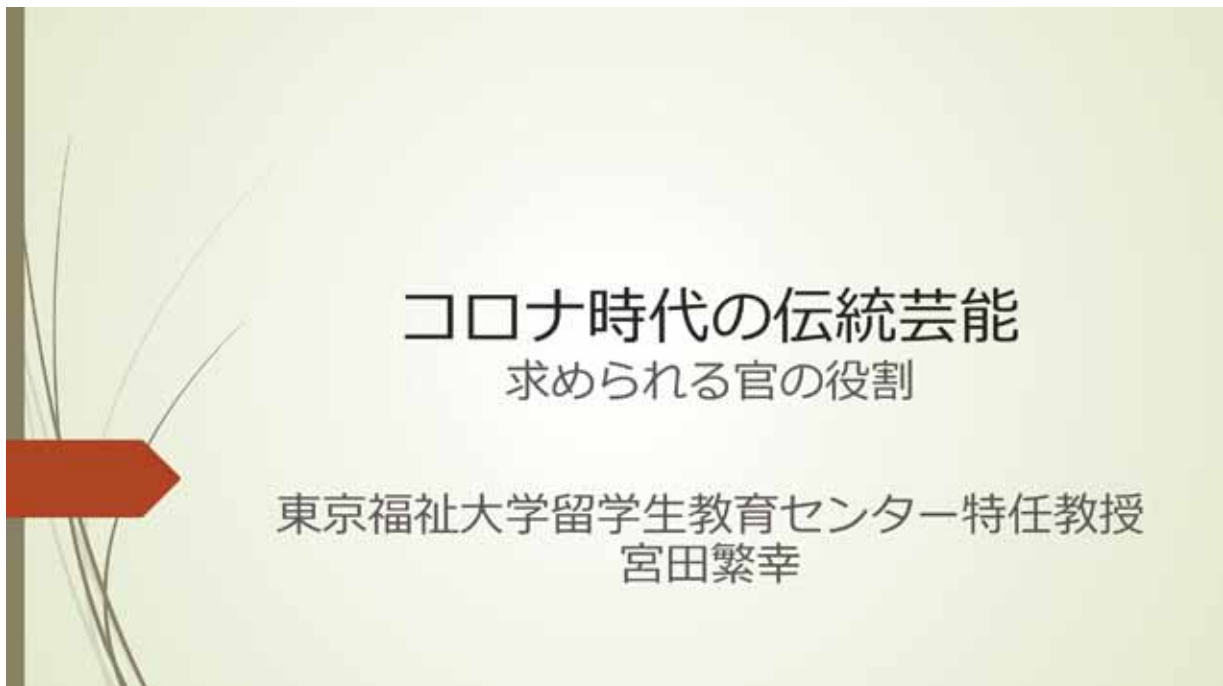 コロナ時代の伝統芸能
求められる官の役割
東京福祉大学留学生教育センター特任教授
宮田繁幸